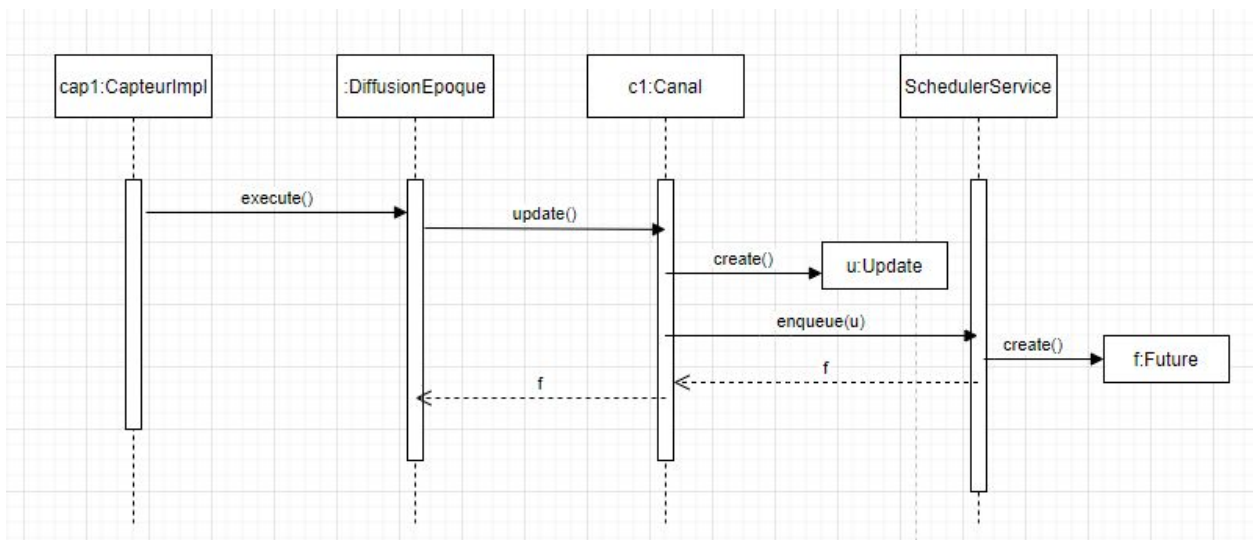 cap1:CapteurImpl
:DiffusionEpoque
c1:Canal
SchedulerService
execute()
update()
create()
u:Update
enqueue(u)
create()
f:Future
f
f